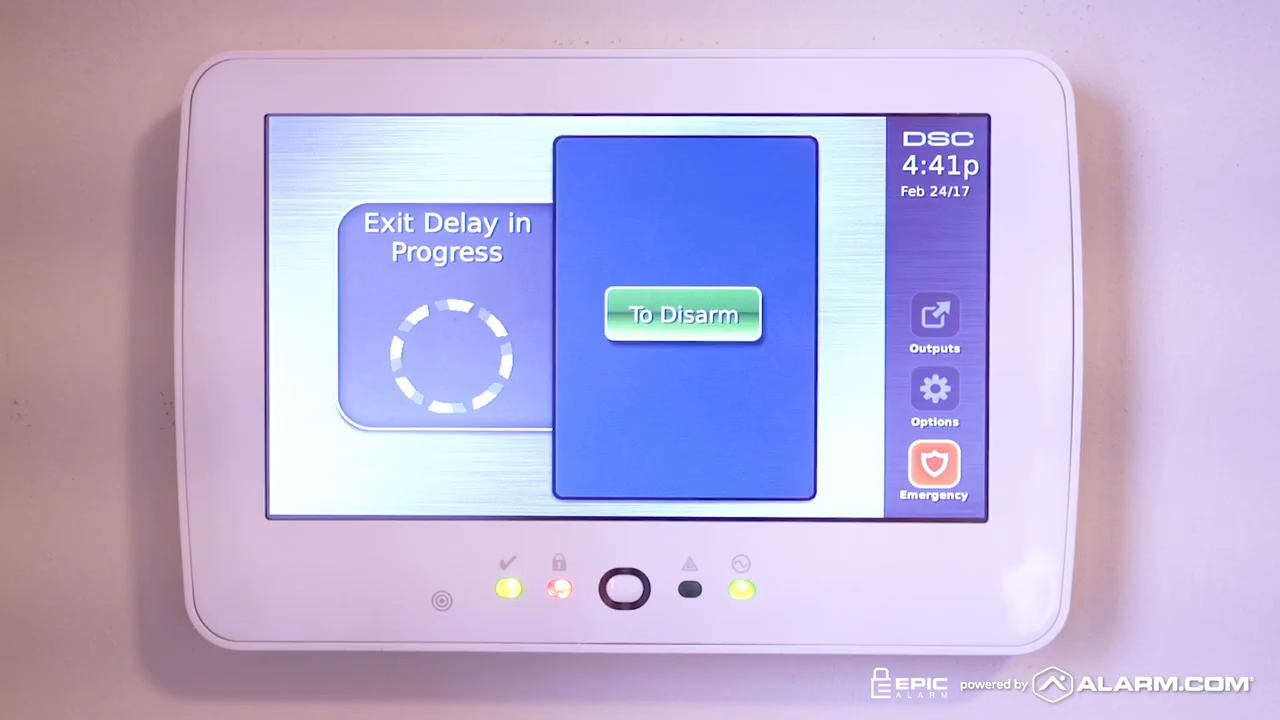 Exit Delay in
Progress
To Disarm
DSC
4:41p
Feb 24/17
Outputs
Options
Emergency
EPIC
ALARM
powered by
ALARM.COM®